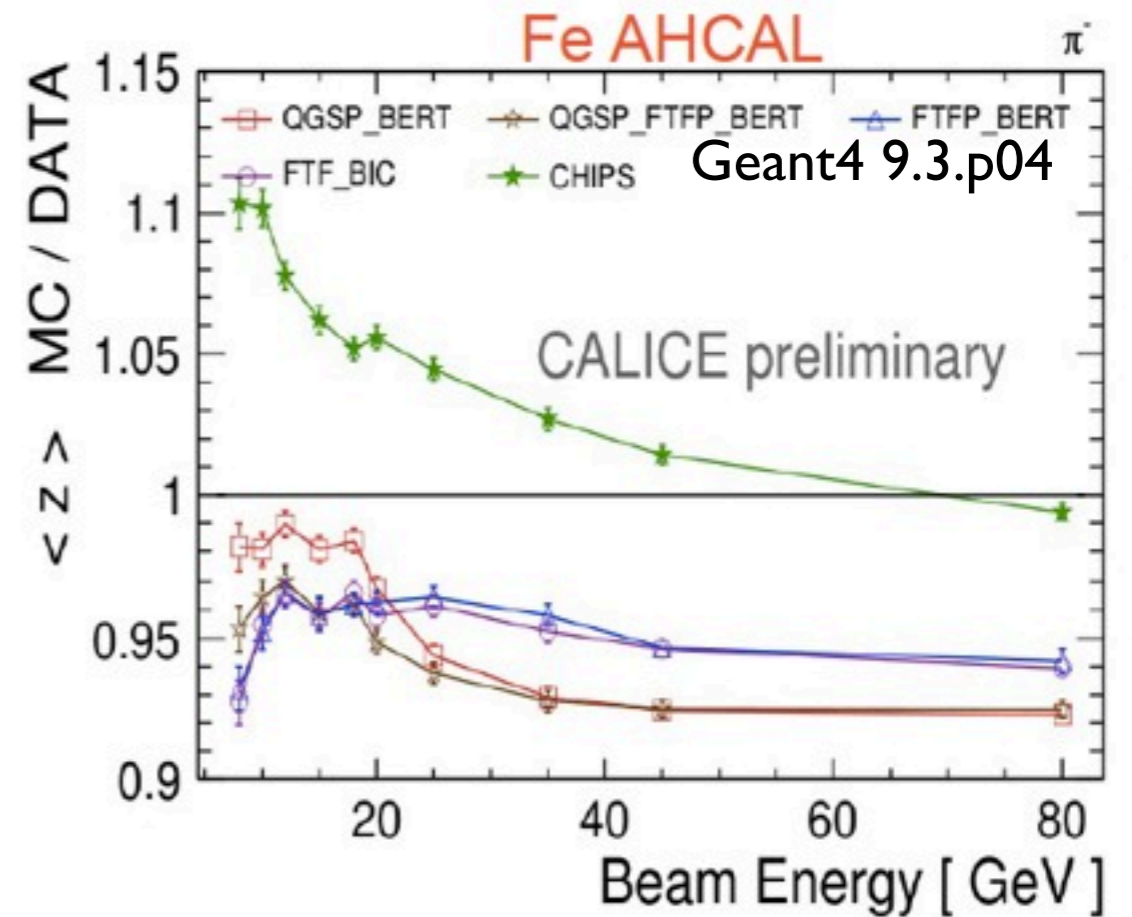 Fe AHCAL
π-
< z > MC / DATA
1.15
1.1
1.05
1
0.95
0.9
QGSP_BERT QGSP_FTFP_BERT FTFP_BERT
Geant4 9.3.p04
FTF_BIC CHIPS
CALICE preliminary
20 40 60 80
Beam Energy [ GeV ]